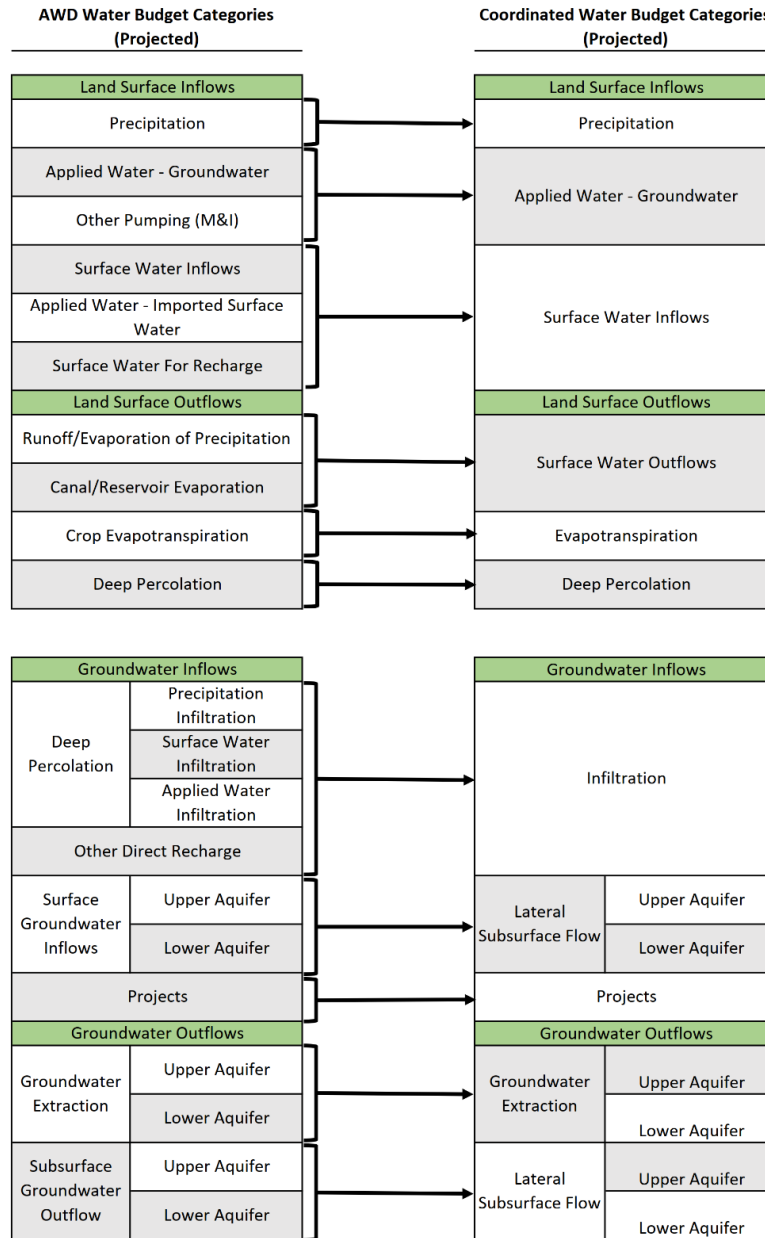 AWD Water Budget Categories
(Projected)
Coordinated Water Budget Categories
(Projected)
Land Surface Inflows
Precipitation
Applied Water - Groundwater
Other Pumping (M&I)
Surface Water Inflows
Applied Water - Imported Surface
Water
Surface Water For Recharge
Land Surface Outflows
Runoff/Evaporation of Precipitation
Canal/Reservoir Evaporation
Crop Evapotranspiration
Deep Percolation
Land Surface Inflows
Precipitation
Applied Water - Groundwater
Surface Water Inflows
Land Surface Outflows
Surface Water Outflows
Evapotranspiration
Deep Percolation
Groundwater Inflows
Deep
Percolation
Precipitation
Infiltration
Surface Water
Infiltration
Applied Water
Infiltration
Other Direct Recharge
Surface
Groundwater
Inflows
Upper Aquifer
Lower Aquifer
Projects
Groundwater Outflows
Groundwater
Extraction
Upper Aquifer
Lower Aquifer
Subsurface
Groundwater
Outflow
Upper Aquifer
Lower Aquifer
Groundwater Inflows
Infiltration
Lateral
Subsurface Flow
Upper Aquifer
Lower Aquifer
Projects
Groundwater Outflows
Groundwater
Extraction
Upper Aquifer
Lower Aquifer
Lateral
Subsurface Flow
Upper Aquifer
Lower Aquifer